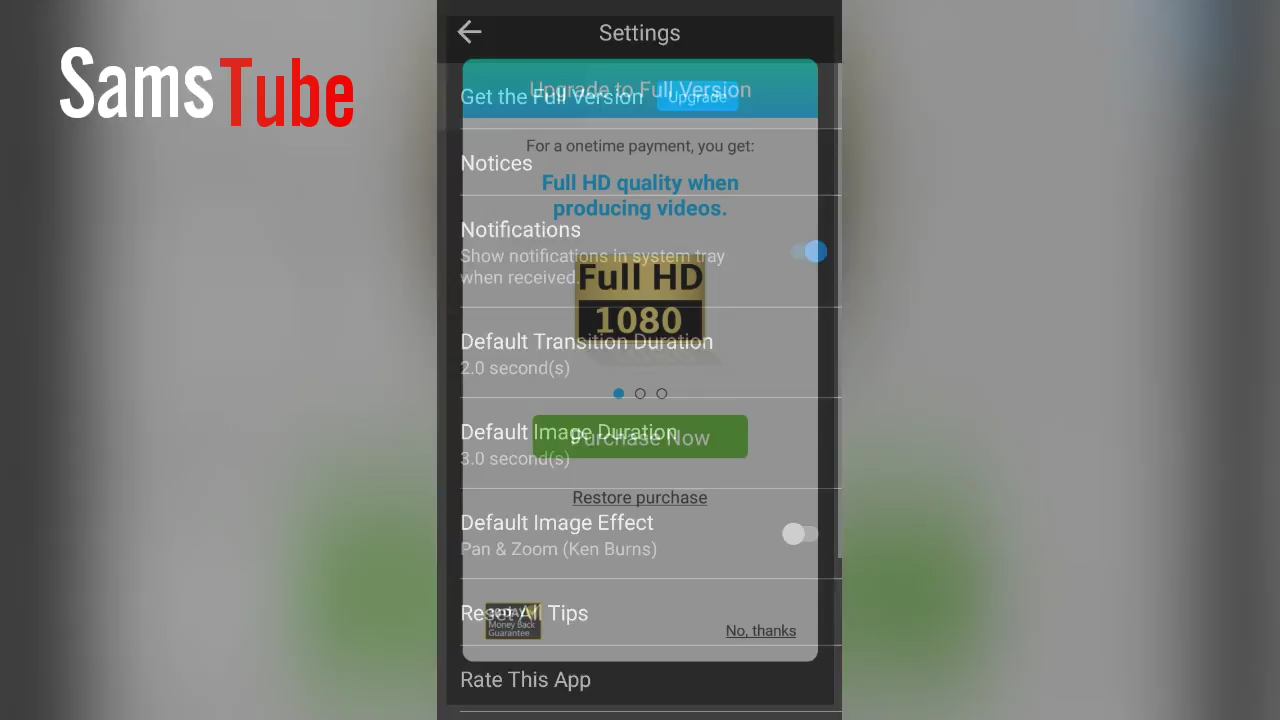 SamsTube
Settings
Upgrade to Full Version
Get the Full Version
Upgrade
For a onetime payment, you get:
Notices
Full HD quality when
producing videos.
Notifications
Show notifications in system tray
when received.
Full HD
1080
Default Transition Duration
2.0 second(s)
Default Image Duration
Purchase Now
3.0 second(s)
Restore purchase
Default Image Effect
Pan & Zoom (Ken Burns)
Reset All Tips
Money Back
Guarantee
No, thanks
Rate This App